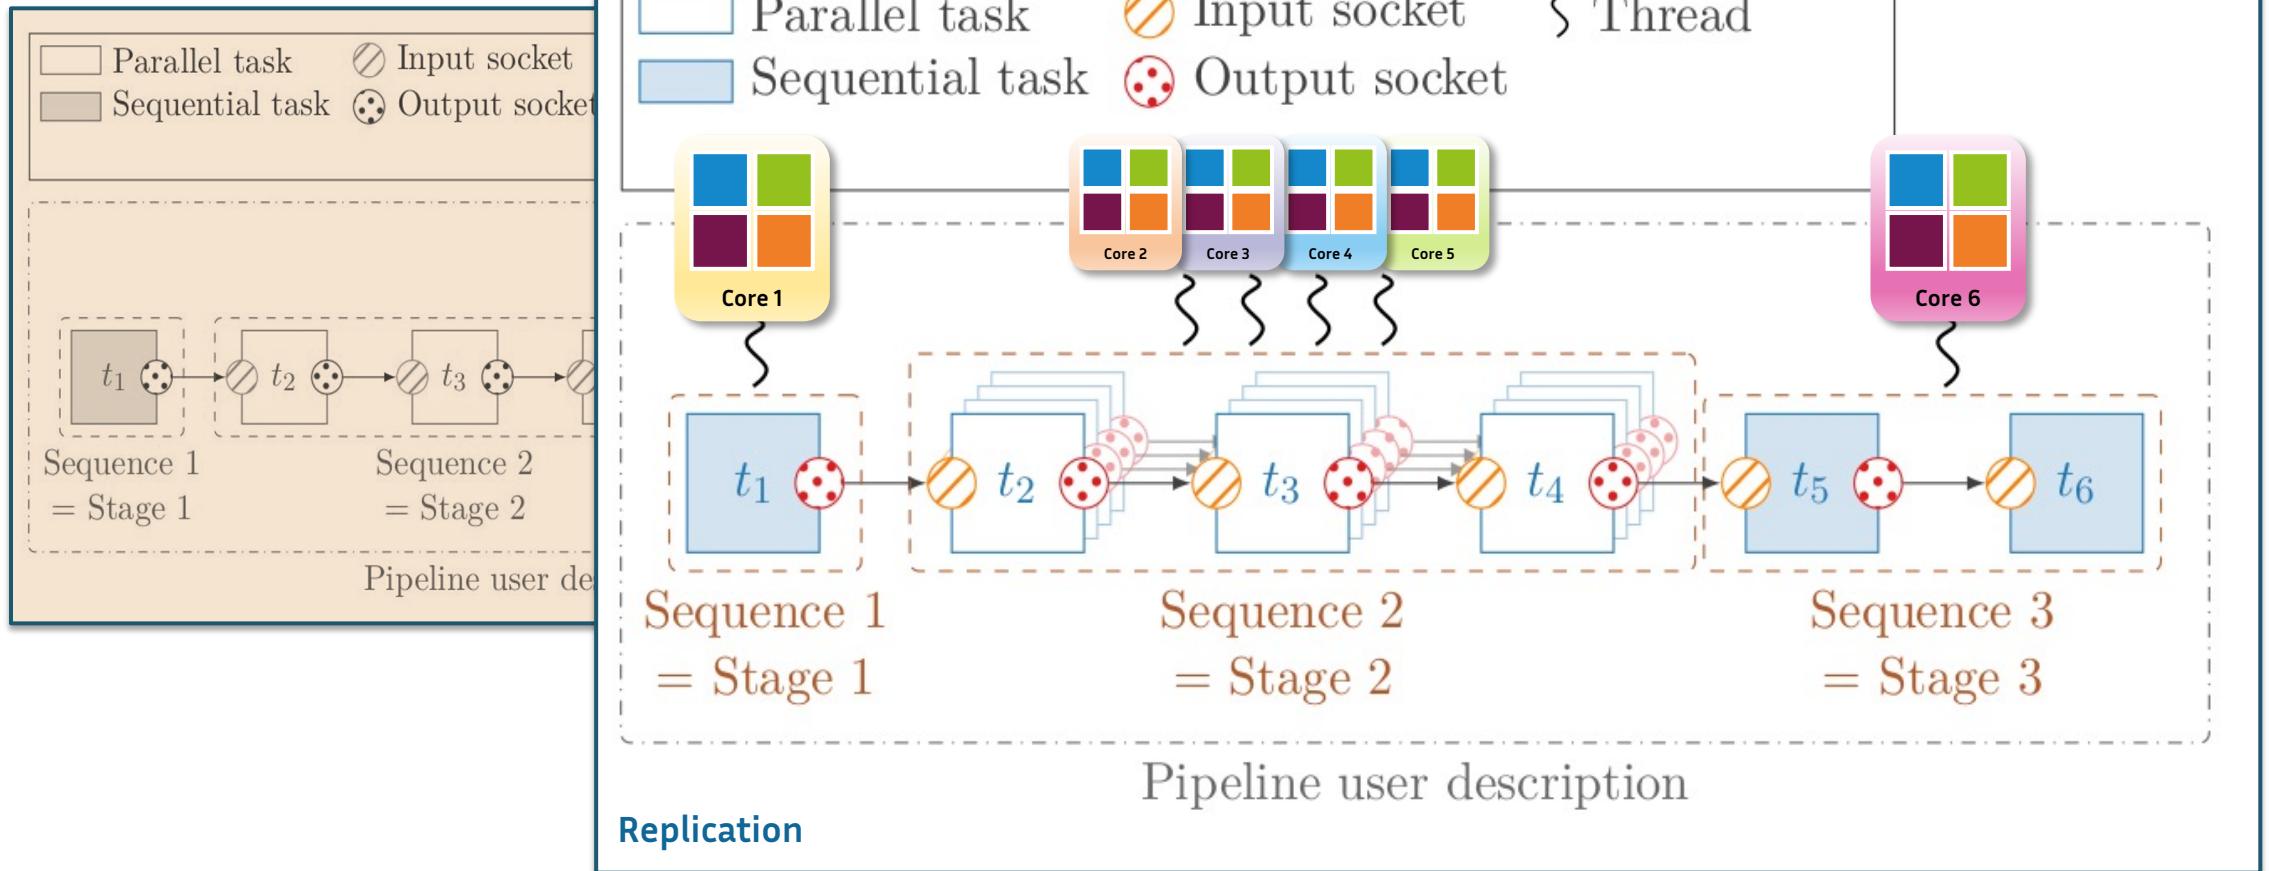 Parallel task
Input socket
Sequential task
Output socket
t1
t2
t3
Sequence 1
= Stage 1
Sequence 2
= Stage 2
Pipeline user de
Parallel task
Input socket
Thread
Sequential task
Output socket
Core 1
Core 2
Core 3
Core 4
Core 5
Core 6
t1
t2
t3
t4
t5
t6
Sequence 1
= Stage 1
Sequence 2
= Stage 2
Sequence 3
= Stage 3
Pipeline user description
Replication